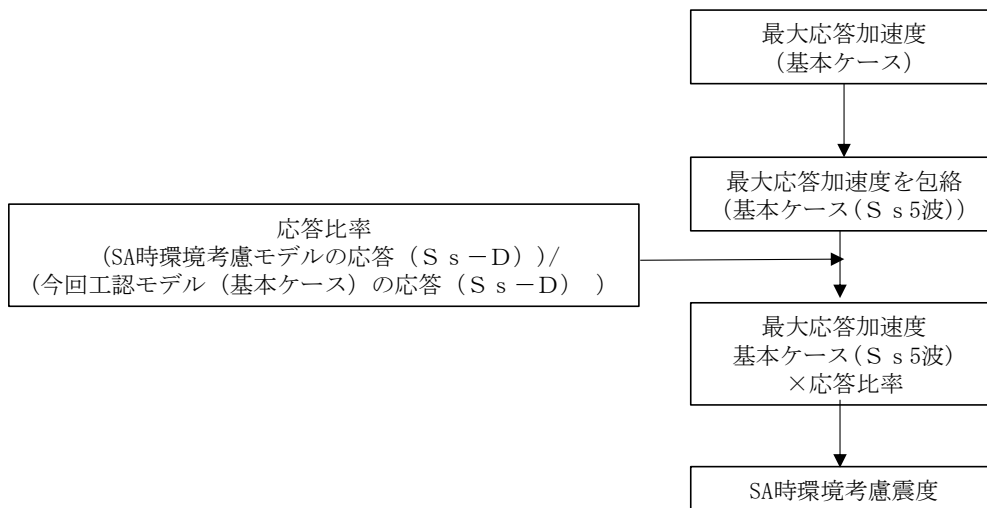 最大応答加速度
(基本ケース)
最大応答加速度を包絡
(基本ケース(Ｓｓ5波))
応答比率
(SA時環境考慮モデルの応答（Ｓｓ－Ｄ）)/
(今回工認モデル（基本ケース）の応答（Ｓｓ－Ｄ） )
最大応答加速度
基本ケース(Ｓｓ5波)
×応答比率
SA時環境考慮震度